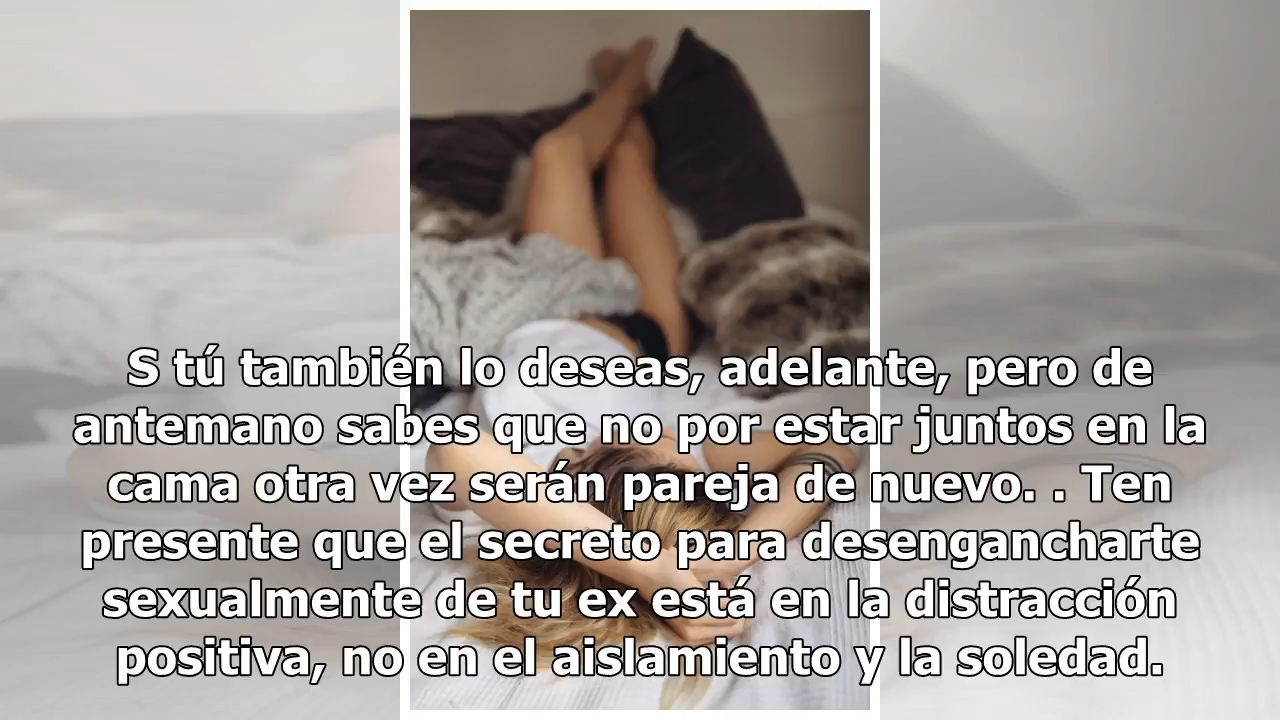 S tú también lo deseas, adelante, pero de
antemano sabes que no por estar juntos en la
cama otra vez serán pareja de nuevo. . Ten
presente que el secreto para desengancharte
sexualmente de tu ex está en la distracción
positiva, no en el aislamiento y la soledad.